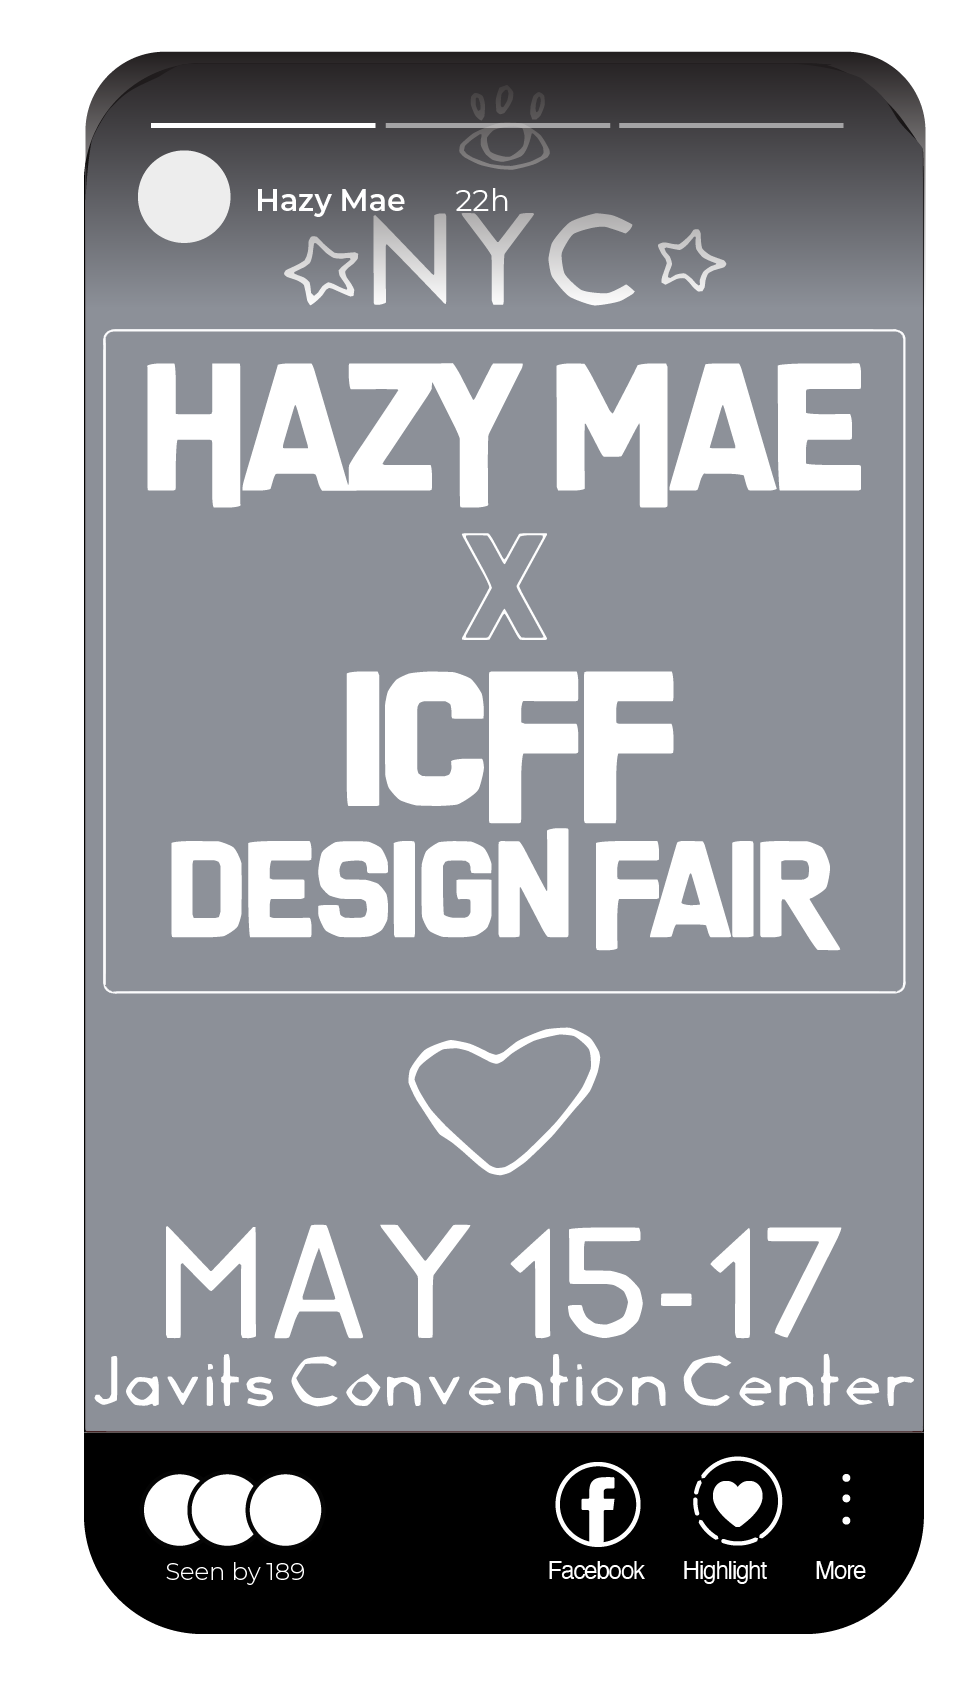 Hazy Mae 22h
NYC
HAZY MAE
X
ICFF
DESIGN FAIR
MAY 15-17
Javits Convention Center
Seen by 189
Facebook Highlight More